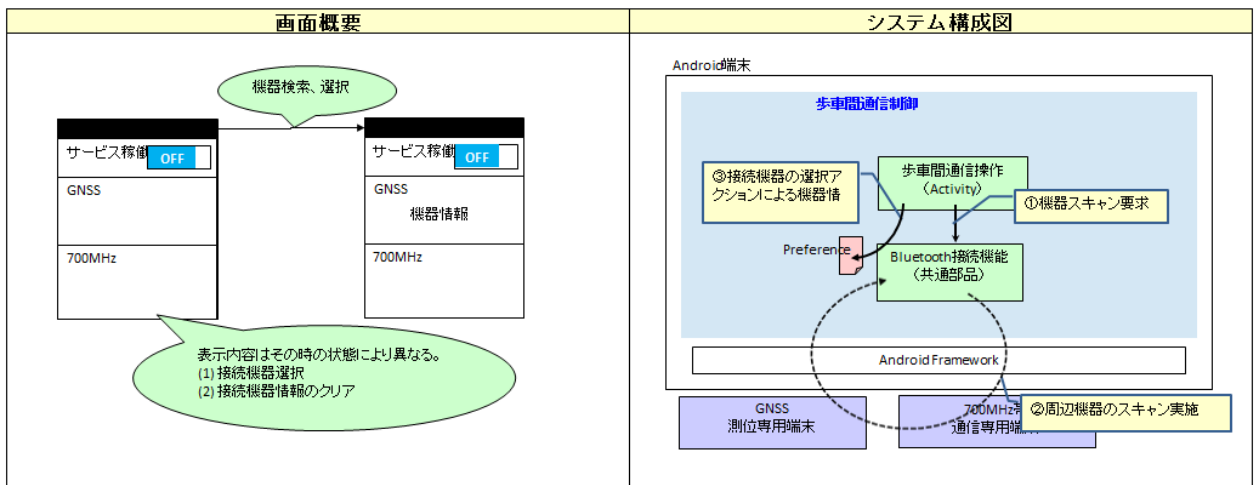 画面概要
機器検索、選択
サービス稼働
OFF
GNSS
700MHz
サービス稼働
OFF
GNSS
機器情報
700MHz
表示内容はその時の状態により異なる。
(1) 接続機器選択
(2) 接続機器情報のクリア
システム構成図
Android端末
歩車間通信制御
③接続機器の選択ア
クションによる機器情
歩車間通信操作
(Activity)
①機器スキャン要求
Preference
Bluetooth接続機能
(共通部品)
Android Framework
GNSS
測位専用端末
700MHz帯
通信専用端末
②周辺機器のスキャン実施